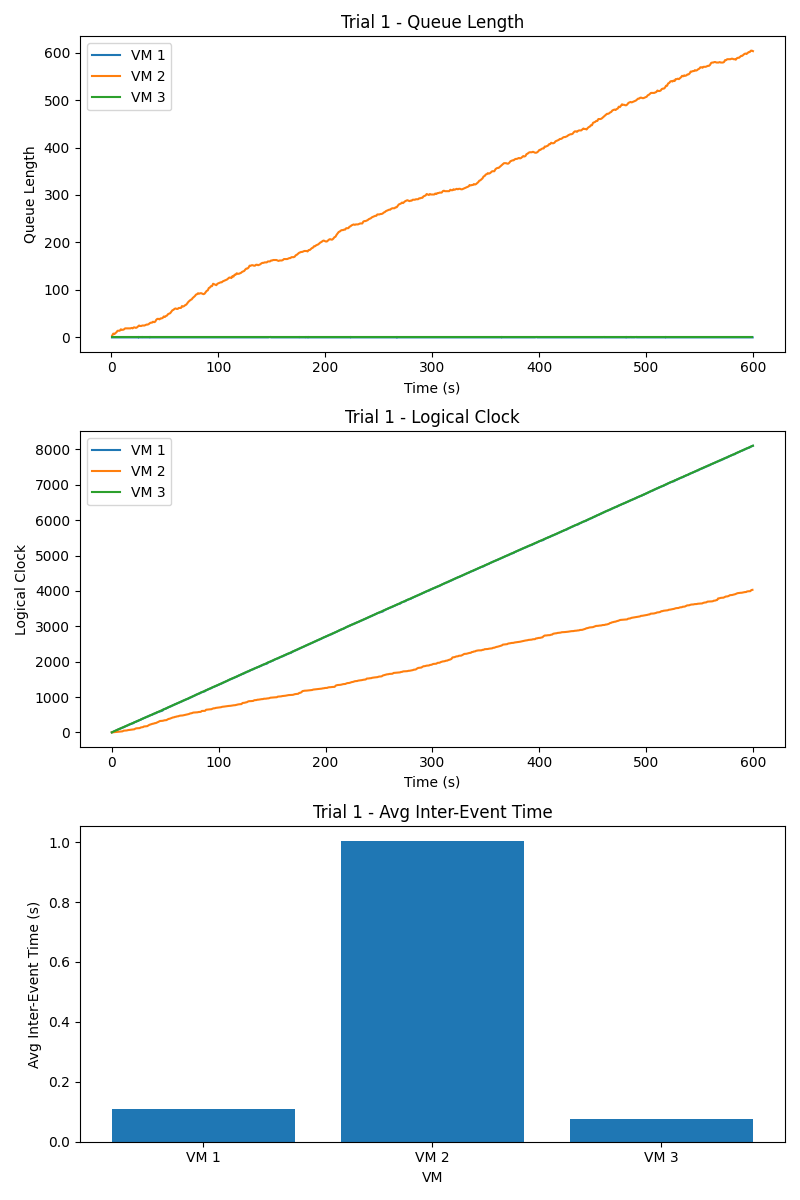 Trial 1 - Queue Length
VM 1
VM 2
VM 3
600
500
400
300
200
100
0
Queue Length
0 100 200 300 400 500 600
Time (s)
Trial 1 - Logical Clock
VM 1
VM 2
VM 3
8000
7000
6000
5000
4000
3000
2000
1000
0
Logical Clock
0 100 200 300 400 500 600
Time (s)
Trial 1 - Avg Inter-Event Time
1.0
0.8
0.6
0.4
0.2
0.0
Avg Inter-Event Time (s)
VM 1 VM 2 VM 3
VM